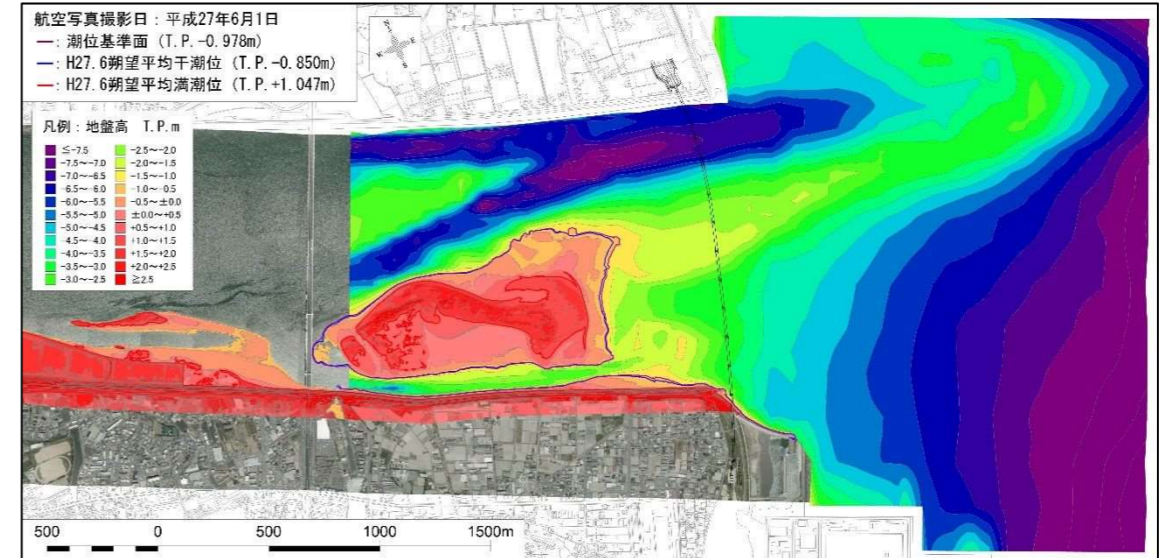 航空写真撮影日：平成27年6月1日
—：潮位基準面（T.P.-0.978m）
—：H27.6朔望平均干潮位（T.P.-0.850m）
—：H27.6朔望平均満潮位（T.P.+1.047m）
N
E
S
W
凡例：地盤高 T.P.m
≦-7.5 -2.5～-2.0
-7.5～-7.0 -2.0～-1.5
-7.0～-6.5 -1.5～-1.0
-6.5～-6.0 -1.0～-0.5
-6.0～-5.5 -0.5～±0.0
-5.5～-5.0 ±0.0～+0.5
-5.0～-4.5 +0.5～+1.0
-4.5～-4.0 +1.0～+1.5
-4.0～-3.5 +1.5～+2.0
-3.5～-3.0 +2.0～+2.5
-3.0～-2.5 ≧2.5
500 0 500 1000 1500m